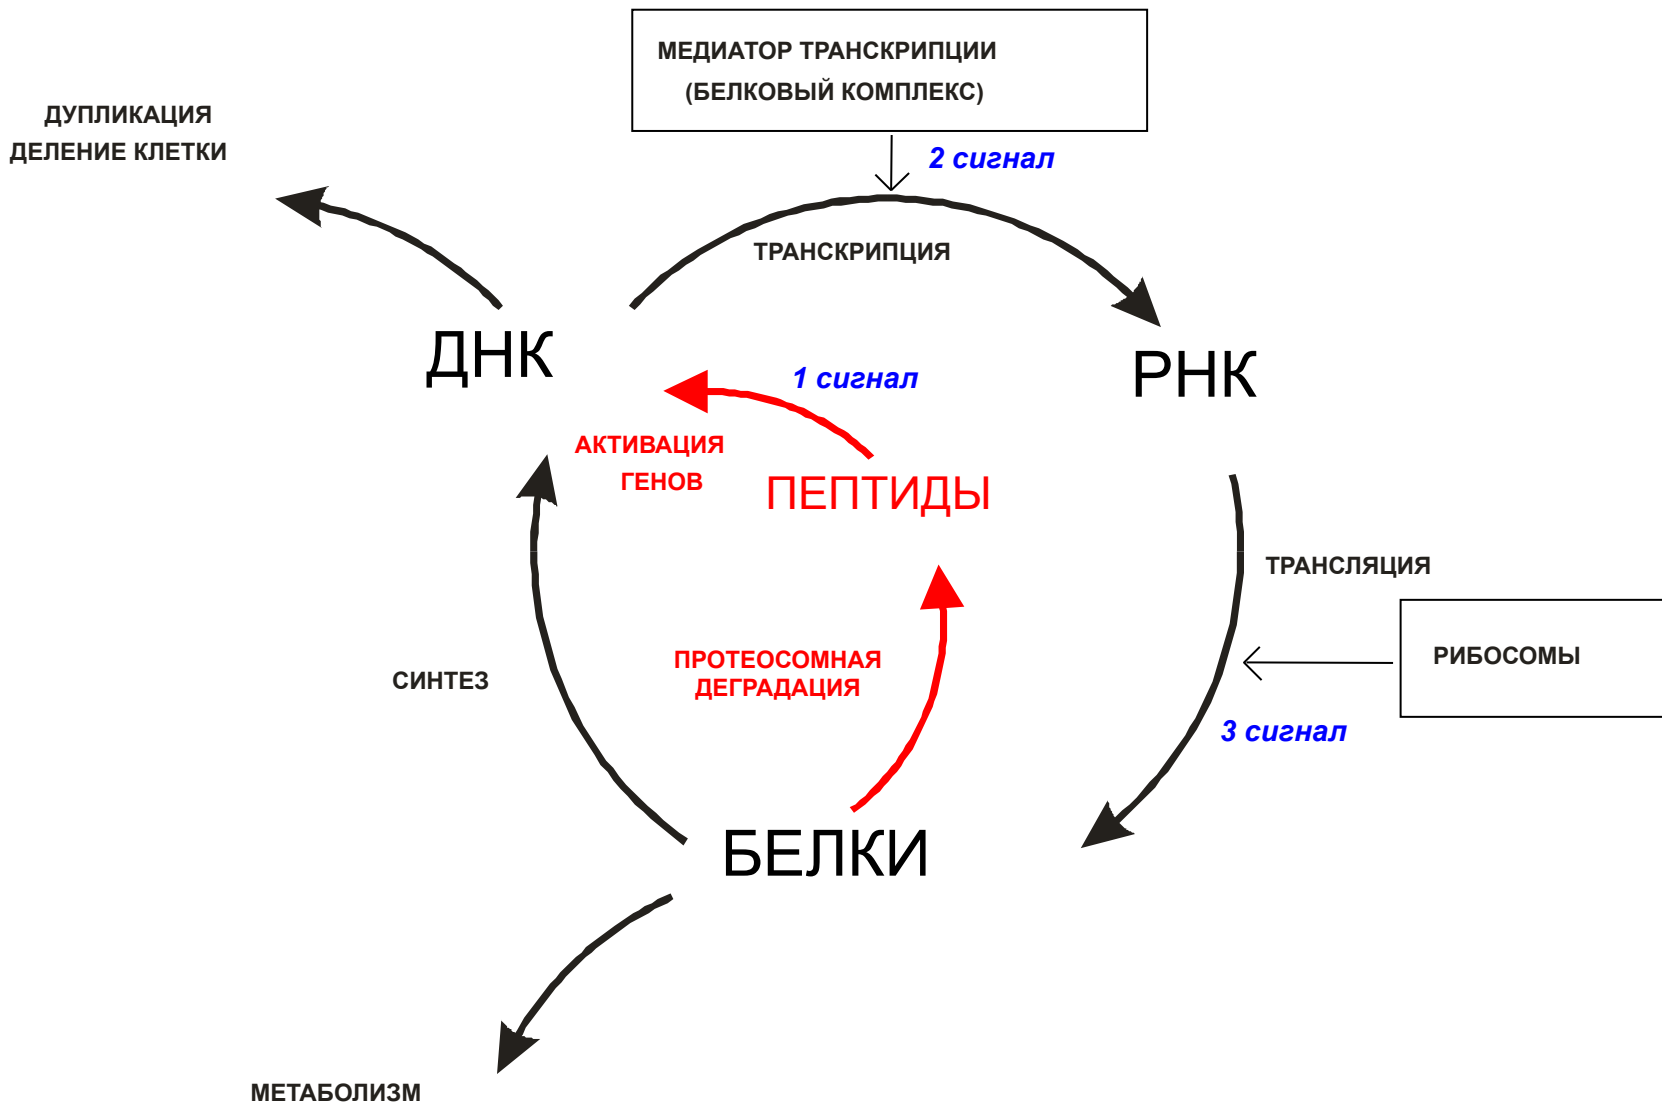 МЕДИАТОР ТРАНСКРИПЦИИ
(БЕЛКОВЫЙ КОМПЛЕКС)
ДУПЛИКАЦИЯ
ДЕЛЕНИЕ КЛЕТКИ
2 сигнал
ТРАНСКРИПЦИЯ
ДНК
РНК
1 сигнал
АКТИВАЦИЯ
ГЕНОВ
ПЕПТИДЫ
ТРАНСЛЯЦИЯ
РИБОСОМЫ
ПРОТЕОСОМНАЯ
ДЕГРАДАЦИЯ
СИНТЕЗ
3 сигнал
БЕЛКИ
МЕТАБОЛИЗМ